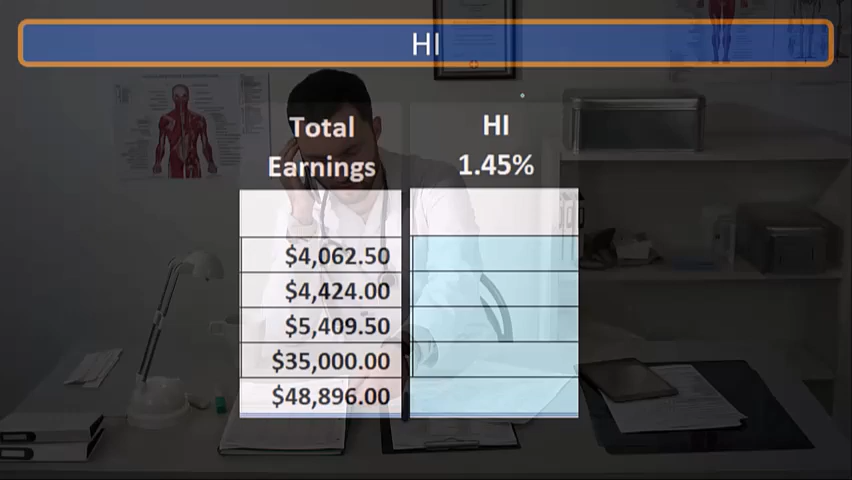 HI
Total HI
Earnings 1.45%
$4,062.50
$4,424.00
$5,409.50
$35,000.00
$48,896.00